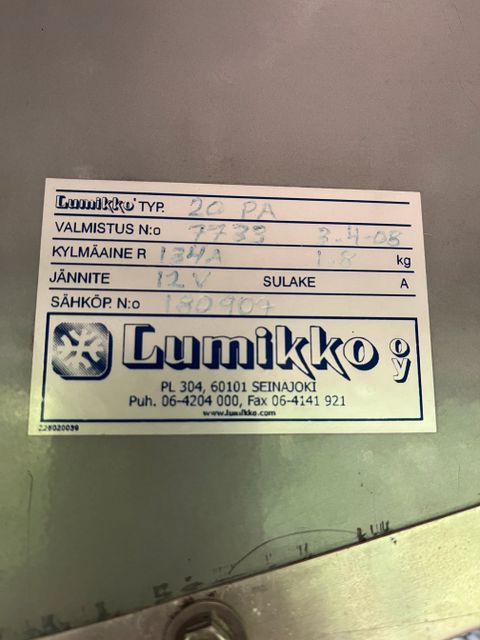 Lumikko TYP. 20 PA
VALMISTUS N:o 7733 3.4-08
KYLMÄAINE R 134A 1.8 kg
JÄNNITE 12 V SULAKE A
SÄHKÖP. N:o 180907
Lumikko oy
PL 304, 60101 SEINÄJOKI
Puh. 06-4204 000, Fax 06-4141 921
www.lumikko.com
226020039